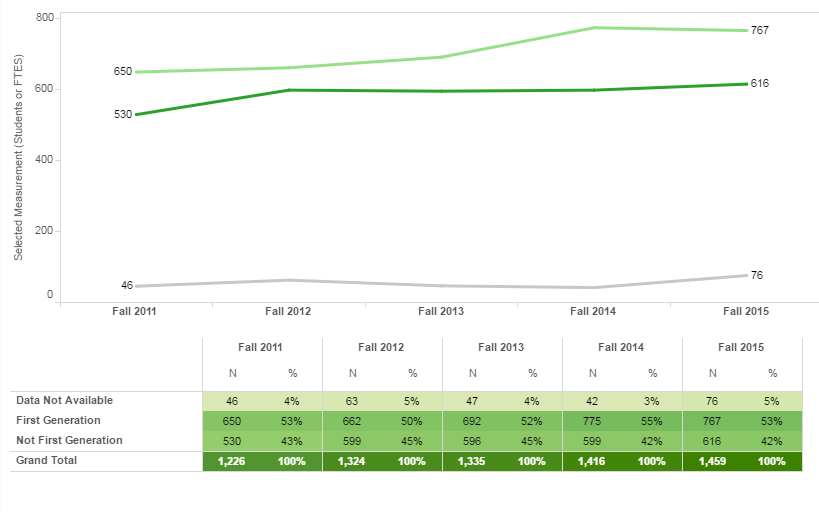 800
767
650
616
600
530
Selected Measurement (Students or FTES)
400
200
76
46
0
Fall 2011 Fall 2012 Fall 2013 Fall 2014 Fall 2015
Fall 2011 Fall 2012 Fall 2013 Fall 2014 Fall 2015
N % N % N % N % N %
Data Not Available 46 4% 63 5% 47 4% 42 3% 76 5%
First Generation 650 53% 662 50% 692 52% 775 55% 767 53%
Not First Generation 530 43% 599 45% 596 45% 599 42% 616 42%
Grand Total 1,226 100% 1,324 100% 1,335 100% 1,416 100% 1,459 100%